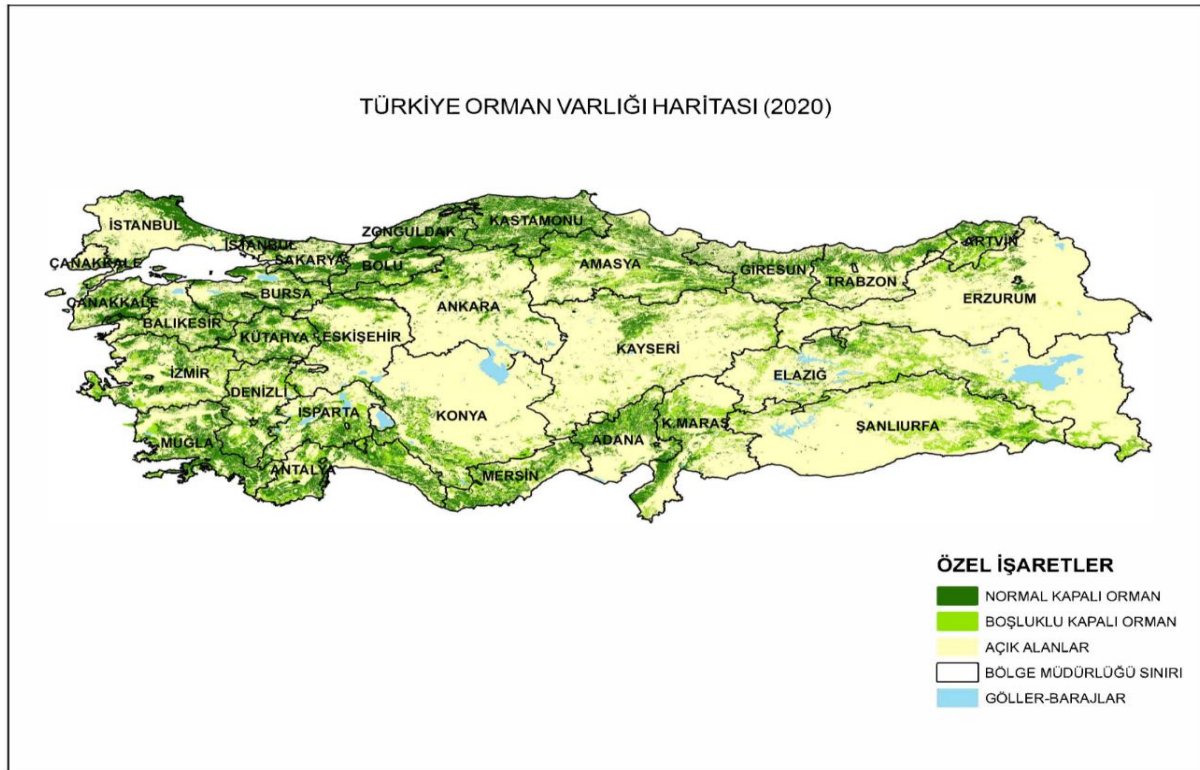 TÜRKİYE ORMAN VARLIĞI HARİTASI (2020)
İSTANBUL
KASTAMONU
ZONGULDAK
İSTANBUL
SAKARYA
BOLU
ARTVİN
ÇANAKKALE
AMASYA
GİRESUN
TRABZON
ÇANAKKALE
BURSA
ANKARA
ERZURUM
BALIKESİR
KÜTAHYA
ESKİŞEHİR
KAYSERİ
İZMİR
ELAZIĞ
DENİZLİ
ISPARTA
KONYA
K.MARAŞ
ŞANLIURFA
MUĞLA
ADANA
ANTALYA
MERSİN
ÖZEL İŞARETLER
NORMAL KAPALI ORMAN
BOŞLUKLU KAPALI ORMAN
AÇIK ALANLAR
BÖLGE MÜDÜRLÜĞÜ SINIRI
GÖLLER-BARAJLAR